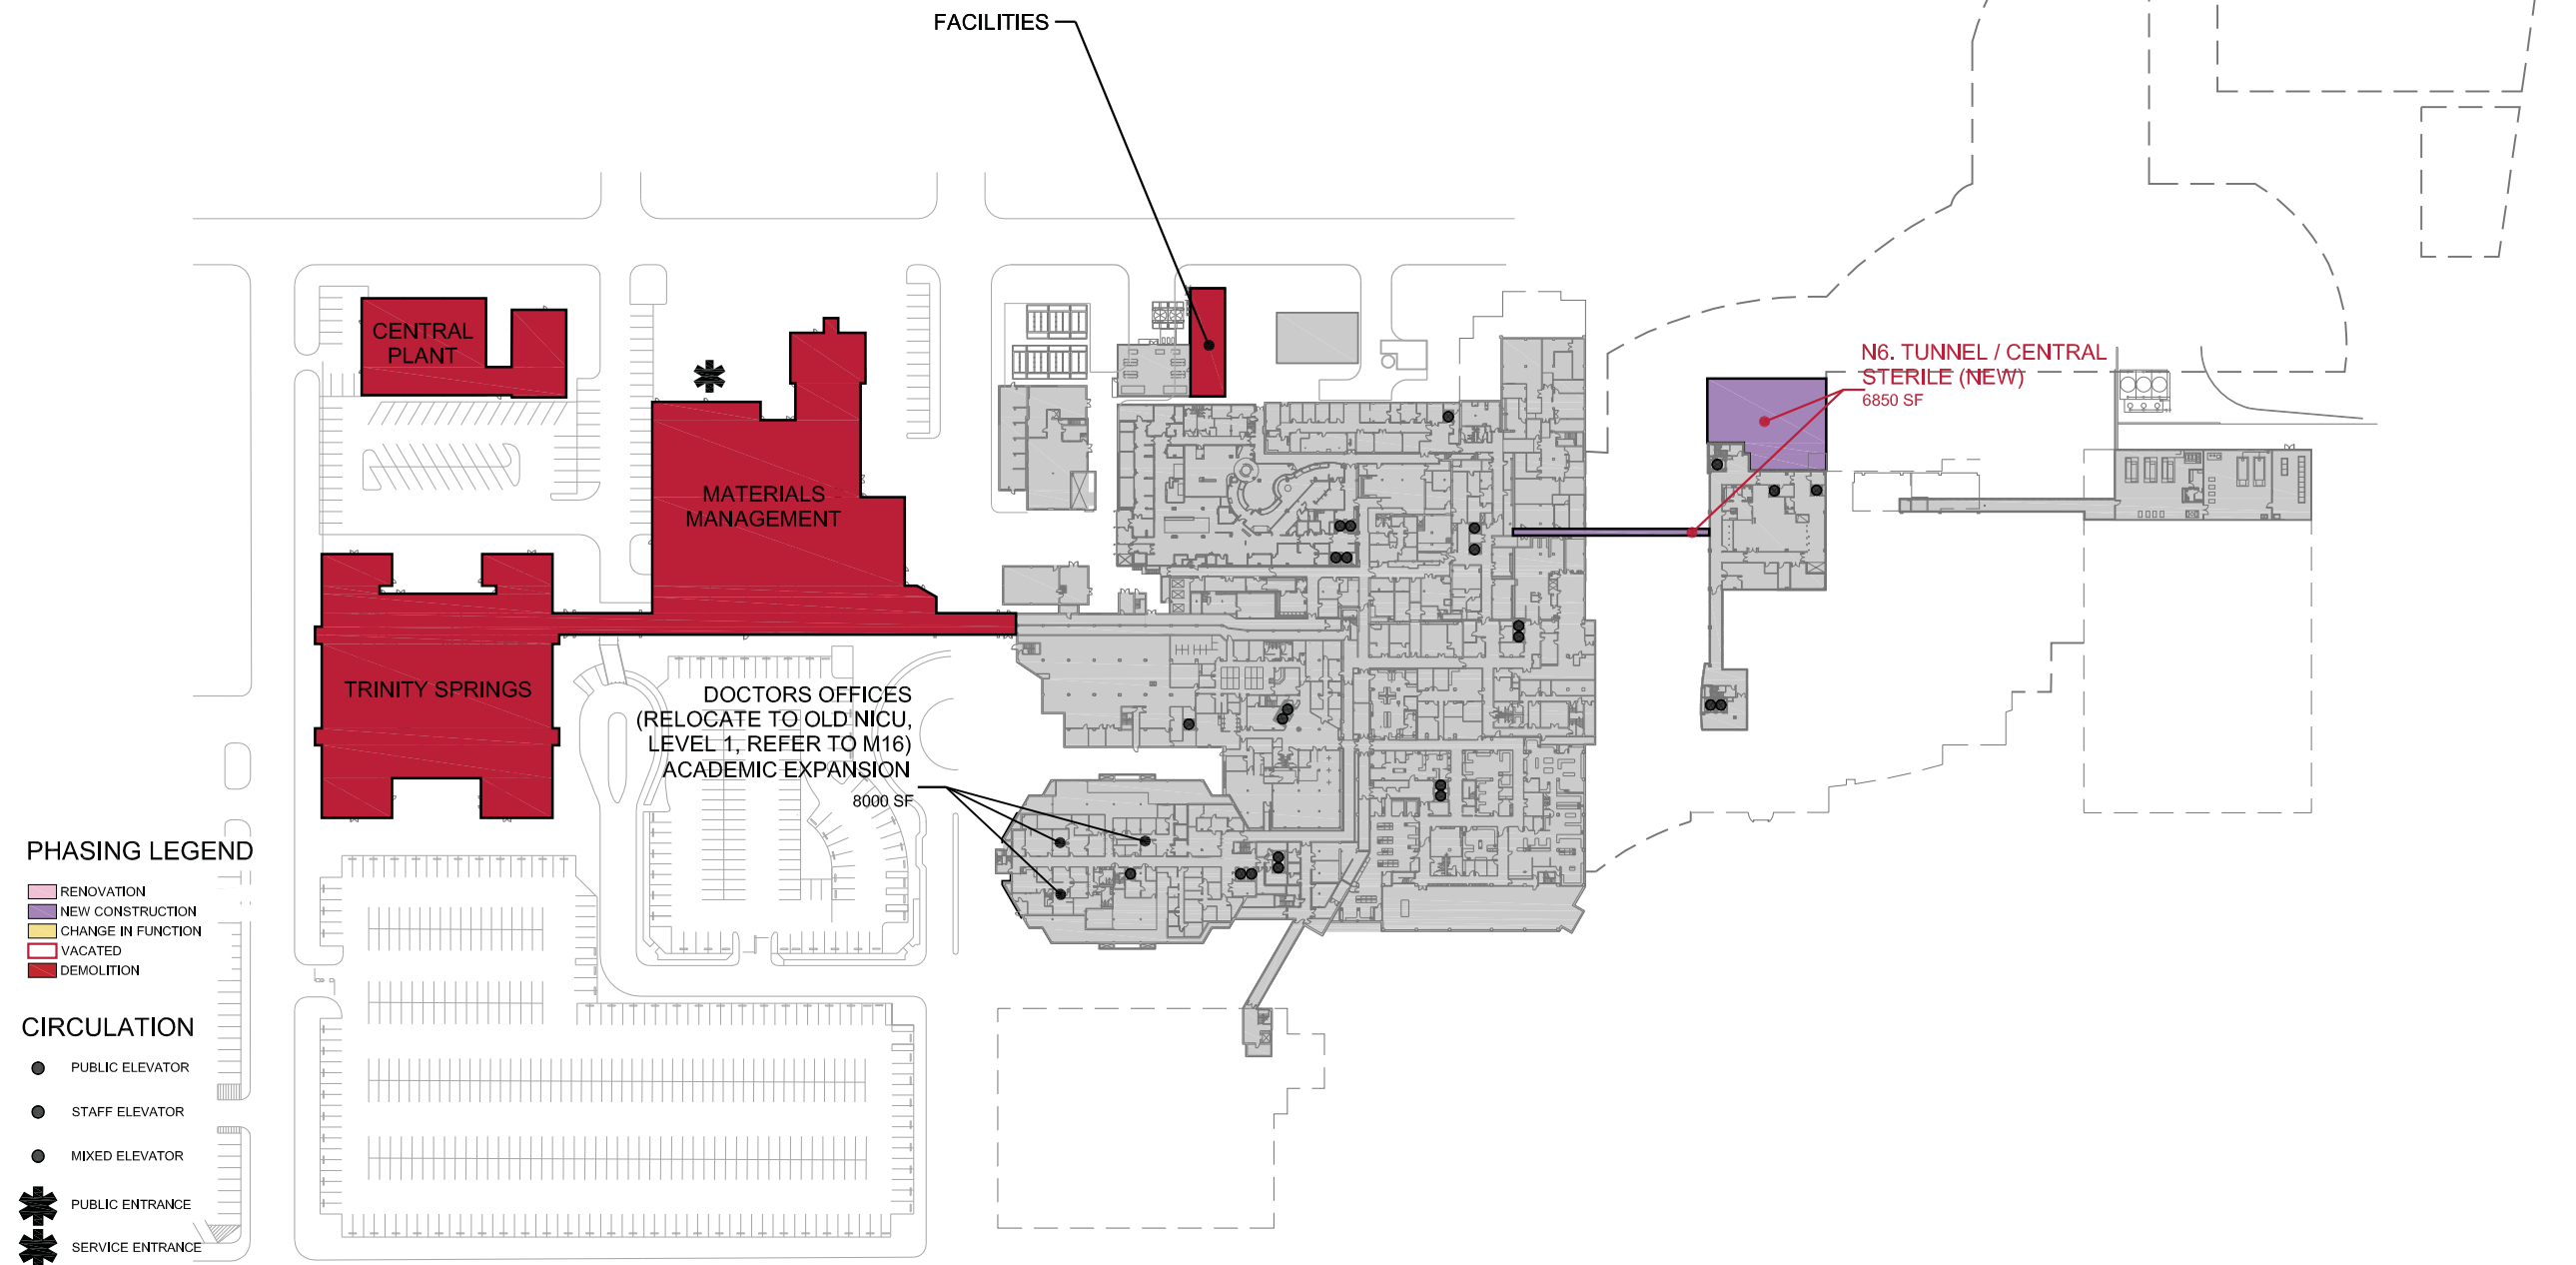 FACILITIES
CENTRAL
PLANT
N6. TUNNEL / CENTRAL
STERILE (NEW)
6850 SF
MATERIALS
MANAGEMENT
TRINITY SPRINGS
DOCTORS OFFICES
(RELOCATE TO OLD NICU,
LEVEL 1, REFER TO M16)
ACADEMIC EXPANSION
8000 SF
PHASING LEGEND
RENOVATION
NEW CONSTRUCTION
CHANGE IN FUNCTION
VACATED
DEMOLITION
CIRCULATION
PUBLIC ELEVATOR
STAFF ELEVATOR
MIXED ELEVATOR
PUBLIC ENTRANCE
SERVICE ENTRANCE